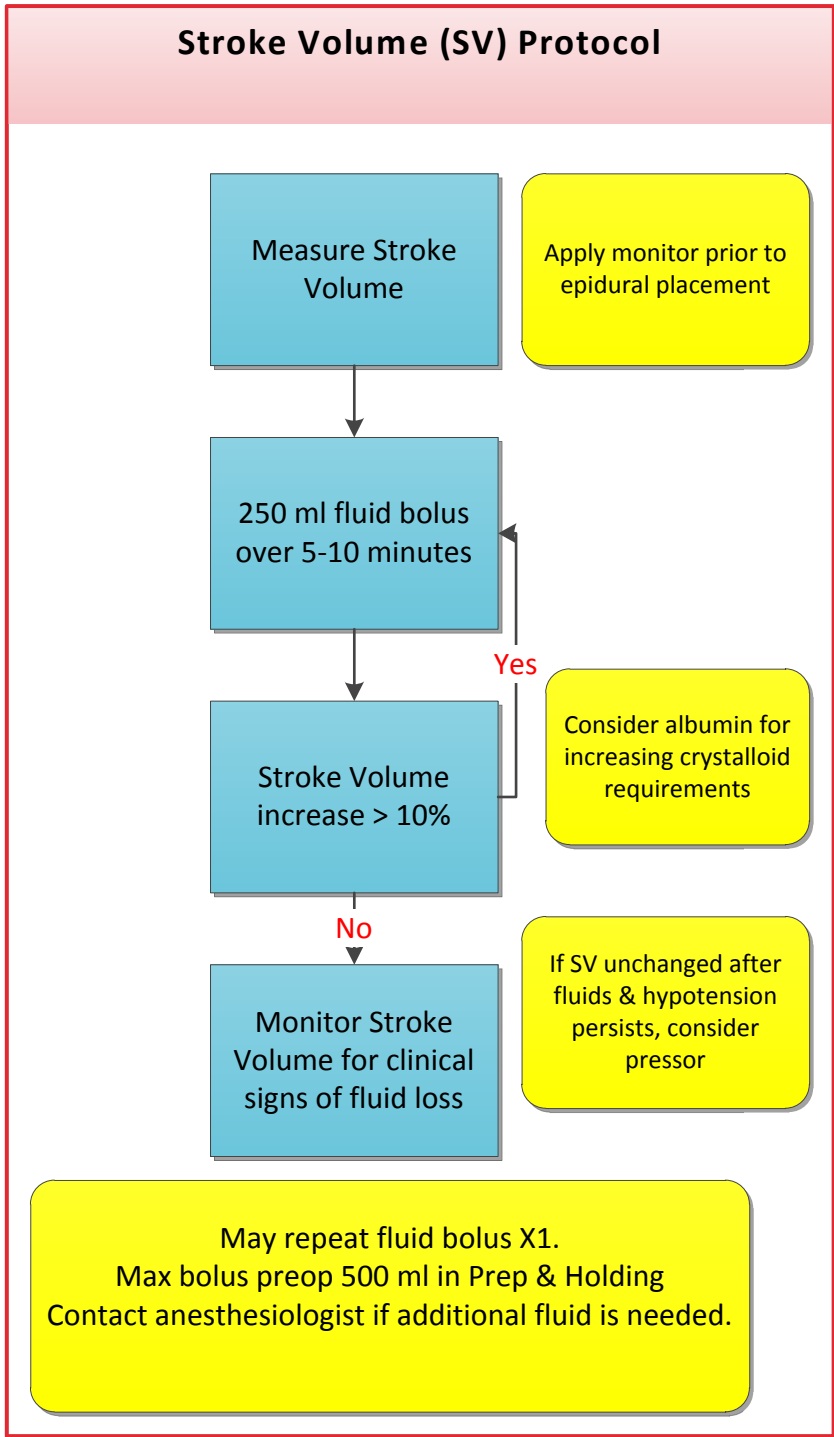 Stroke Volume (SV) Protocol
Measure Stroke
Volume
Apply monitor prior to
epidural placement
250 ml fluid bolus
over 5-10 minutes
Yes
Stroke Volume
increase > 10%
Consider albumin for
increasing crystalloid
requirements
No
Monitor Stroke
Volume for clinical
signs of fluid loss
If SV unchanged after
fluids & hypotension
persists, consider
pressor
May repeat fluid bolus X1.
Max bolus preop 500 ml in Prep & Holding
Contact anesthesiologist if additional fluid is needed.